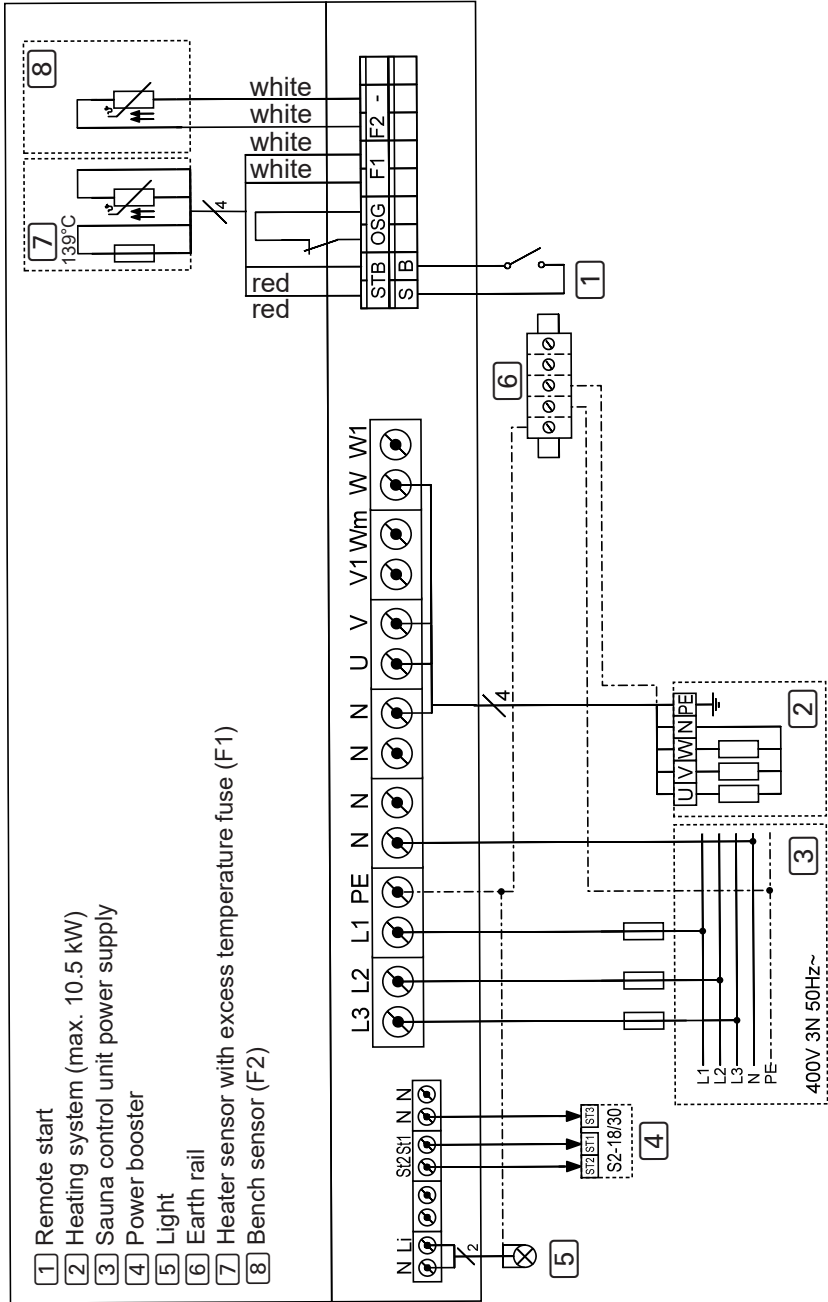 1 Remote start
2 Heating system (max. 10.5 kW)
3 Sauna control unit power supply
4 Power booster
5 Light
6 Earth rail
7 Heater sensor with excess temperature fuse (F1)
8 Bench sensor (F2)
8
7
139°C
4
white
white
white
white
red
red
STB OSG F1 F2 -
S B
1
6
N Li St2 St1 N N
L3 L2 L1 PE N N N N U V V1 Wm W W1
2
4
5
ST2 ST1 ST3
S2-18/30
4
L1
L2
L3
N
PE
400V 3N 50Hz~
3
U V W N PE
2